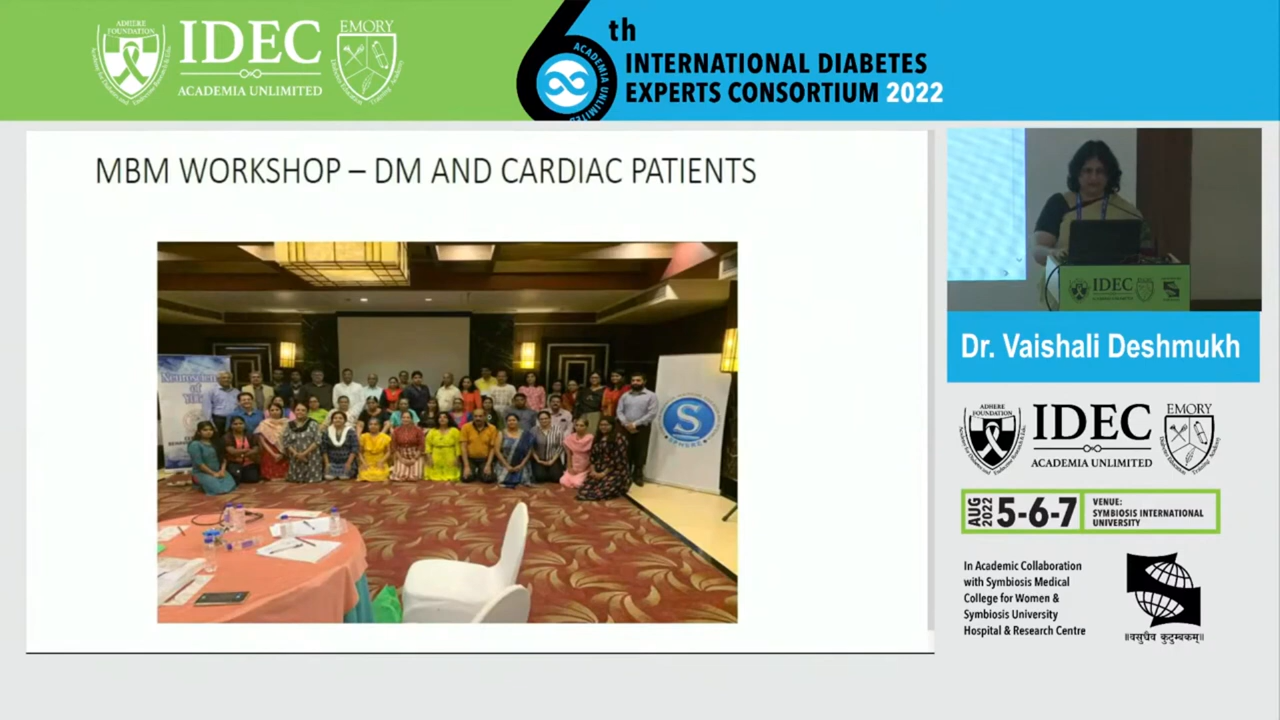 ADHERE
FOUNDATION
IDEC
ACADEMIA UNLIMITED
EMORY
6th
ACADEMIA UNLIMITED
INTERNATIONAL DIABETES
EXPERTS CONSORTIUM 2022
MBM WORKSHOP – DM AND CARDIAC PATIENTS
Neuroscience
of
S
IDEC
Dr. Vaishali Deshmukh
ADHERE
FOUNDATION
IDEC
ACADEMIA UNLIMITED
EMORY
AUG
2022
5-6-7
VENUE:
SYMBIOSIS INTERNATIONAL
UNIVERSITY
In Academic Collaboration
with Symbiosis Medical
College for Women &
Symbiosis University
Hospital & Research Centre
॥वसुधैव कुटुम्बकम्॥